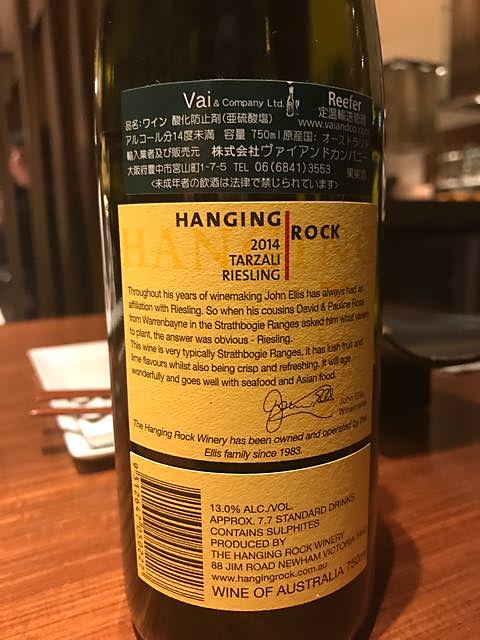 Vai & Company Ltd.
Reefer
定温輸送
品名:ワイン 酸化防止剤(亜硫酸塩)
www.vaiandco.com
アルコール分14度未満 容量 750ml 原産国: オーストラリア
輸入業者及び販売元 株式会社ヴァイアンドカンパニー
大阪府豊中市宮山町1-7-5 TEL 06(6841)3553 果実酒
<未成年者の飲酒は法律で禁じられています>
HANGING ROCK
2014
TARZALI
RIESLING
Throughout his years of winemaking John Ellis has always had an
affiliation with Riesling. So when his cousins David & Pauline Ross
from Warrenbayne in the Strathbogie Ranges asked him what variety
to plant, the answer was obvious - Riesling.
This wine is very typically Strathbogie Ranges, it has lush fruit and
lime flavours whilst also being crisp and refreshing. It will age
wonderfully and goes well with seafood and Asian food.
John Ellis
Winemaker
The Hanging Rock Winery has been owned and operated by the
Ellis family since 1983.
13.0% ALC./VOL.
APPROX. 7.7 STANDARD DRINKS
CONTAINS SULPHITES
PRODUCED BY
THE HANGING ROCK WINERY
88 JIM ROAD NEWHAM VICTORIA
www.hangingrock.com.au
WINE OF AUSTRALIA 750ml